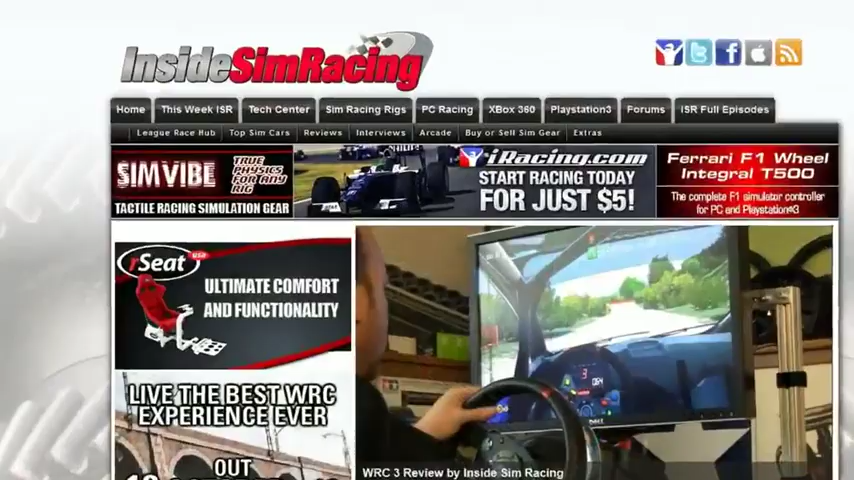 InsideSimRacing
Home This Week ISR Tech Center Sim Racing Rigs PC Racing XBox 360 Playstation3 Forums ISR Full Episodes
League Race Hub Top Sim Cars Reviews Interviews Arcade Buy or Sell Sim Gear Extras
SIMVIBE
TRUE
PHYSICS
FOR ANY
RIG
TACTILE RACING SIMULATION GEAR
iRacing.com
START RACING TODAY
FOR JUST $5!
Ferrari F1 Wheel
Integral T500
The complete F1 simulator controller
for PC and Playstation®3
rSeat usa
ULTIMATE COMFORT
AND FUNCTIONALITY
LIVE THE BEST WRC
EXPERIENCE EVER
OUT
3
DELL
WRC 3 Review by Inside Sim Racing